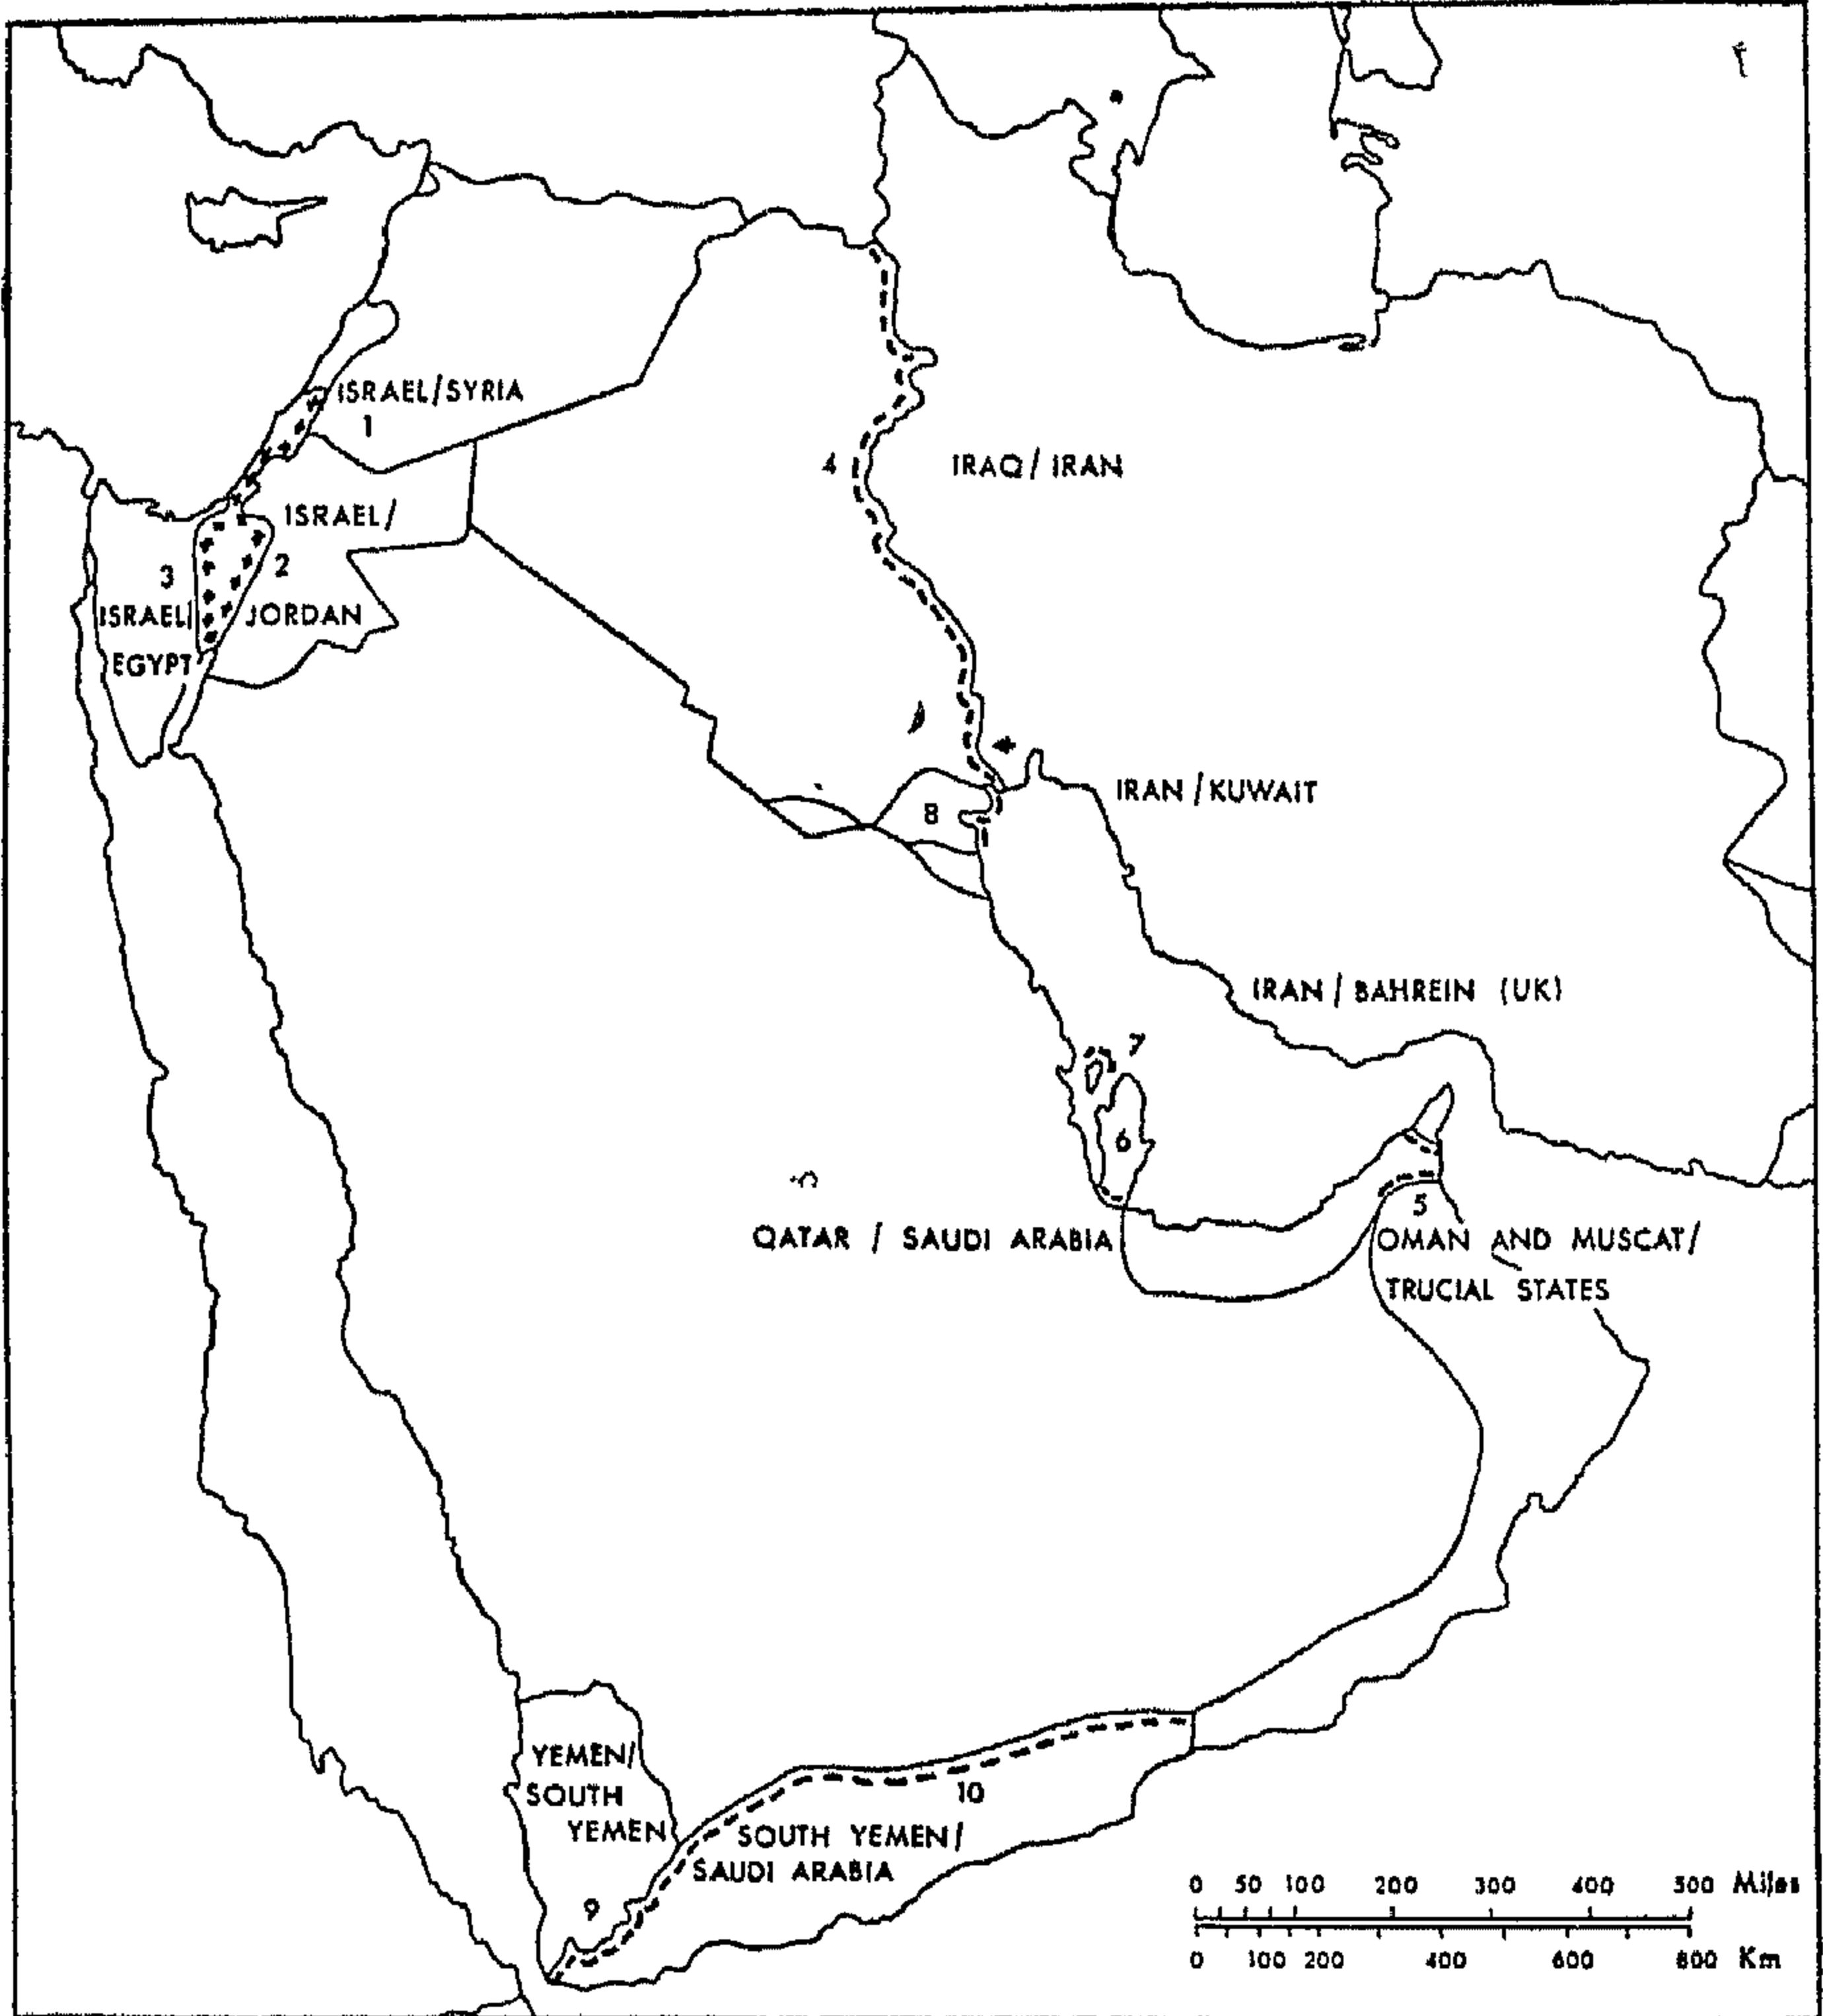 ISRAEL/SYRIA
1
4
IRAQ/IRAN
ISRAEL/
2
JORDAN
3
ISRAEL/
EGYPT
IRAN/KUWAIT
8
IRAN/BAHREIN (UK)
7
6
QATAR / SAUDI ARABIA
5
OMAN AND MUSCAT/
TRUCIAL STATES
YEMEN/
SOUTH
YEMEN
10
SOUTH YEMEN/
SAUDI ARABIA
9
0 50 100 200 300 400 500 Miles
0 100 200 400 600 800 Km